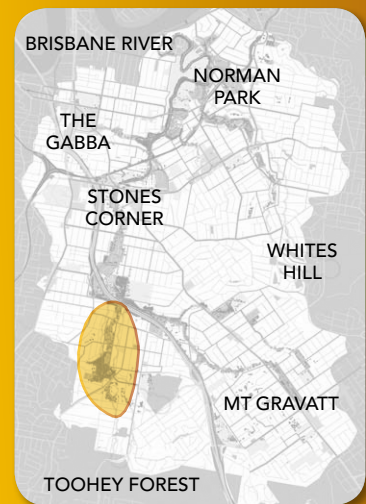 BRISBANE RIVER
NORMAN
PARK
THE
GABBA
STONES
CORNER
WHITES
HILL
MT GRAVATT
TOOHEY FOREST